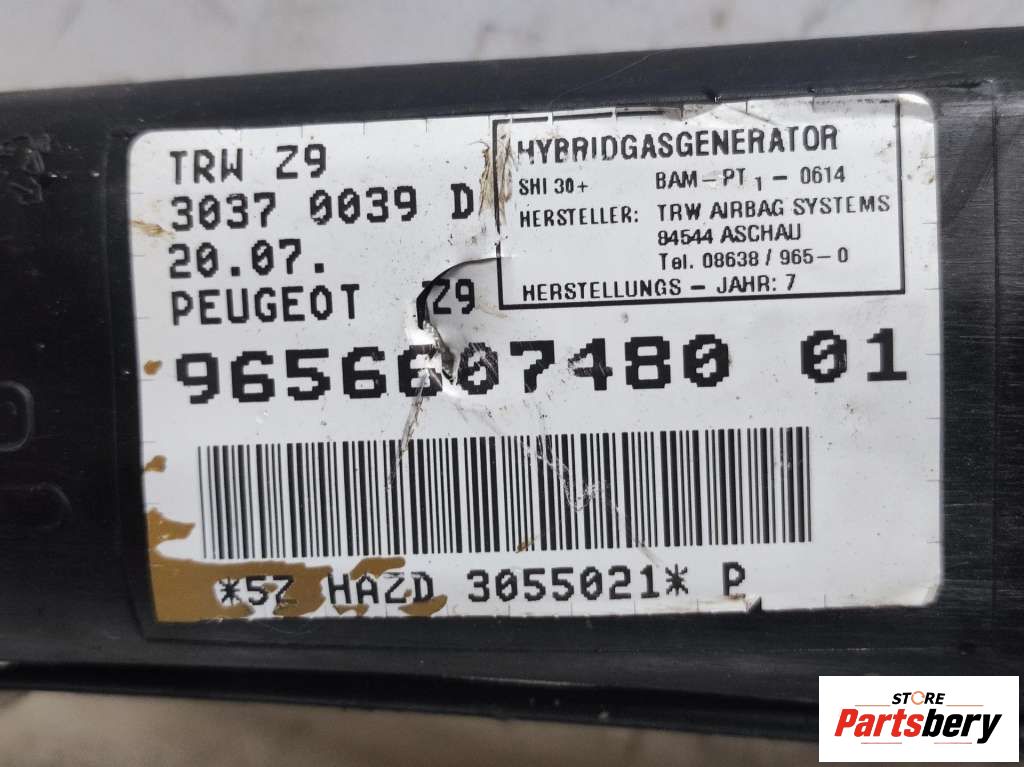 TRW Z9
3037 0039 D
20.07.
PEUGEOT Z9
HYBRIDGASGENERATOR
SHI 30+ BAM-PT1-0614
HERSTELLER: TRW AIRBAG SYSTEMS
84544 ASCHAU
Tel. 08638/965-0
HERSTELLUNGS - JAHR: 7
01
*5Z HAZD 3055021* P
STORE
Partsbery